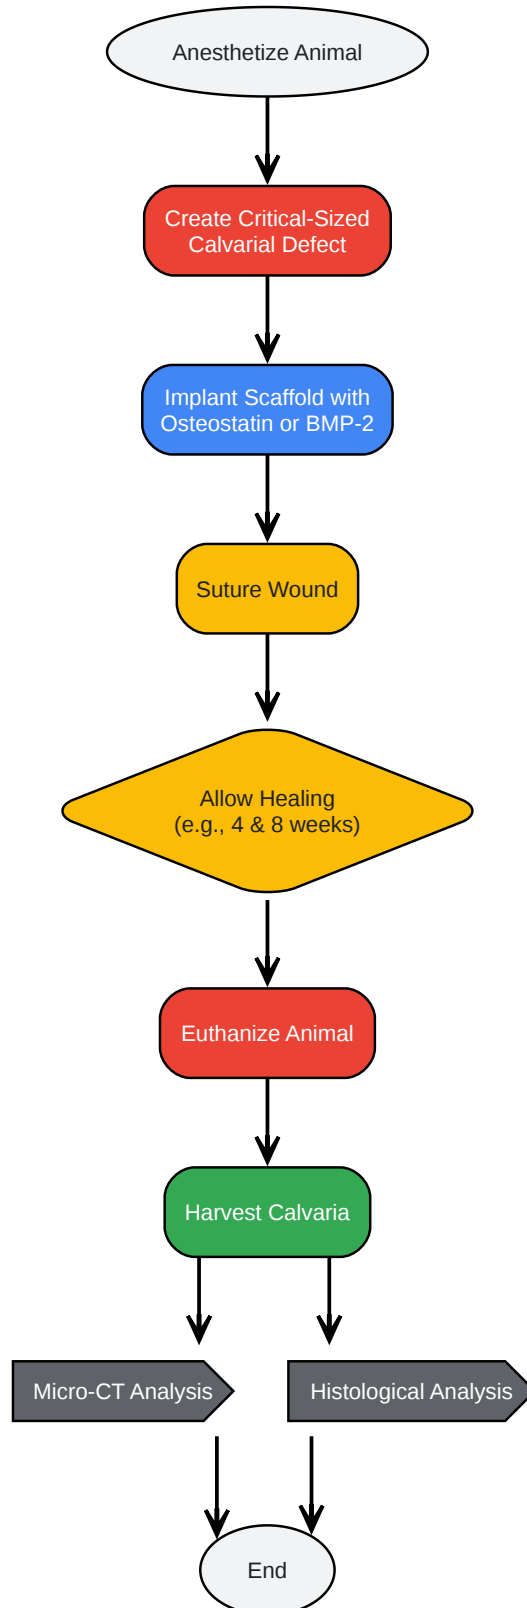 Anesthetize Animal
Create Critical-Sized
Calvarial Defect
Implant Scaffold with
Osteostatin or BMP-2
Suture Wound
Allow Healing
(e.g., 4 & 8 weeks)
Euthanize Animal
Harvest Calvaria
Micro-CT Analysis
Histological Analysis
End